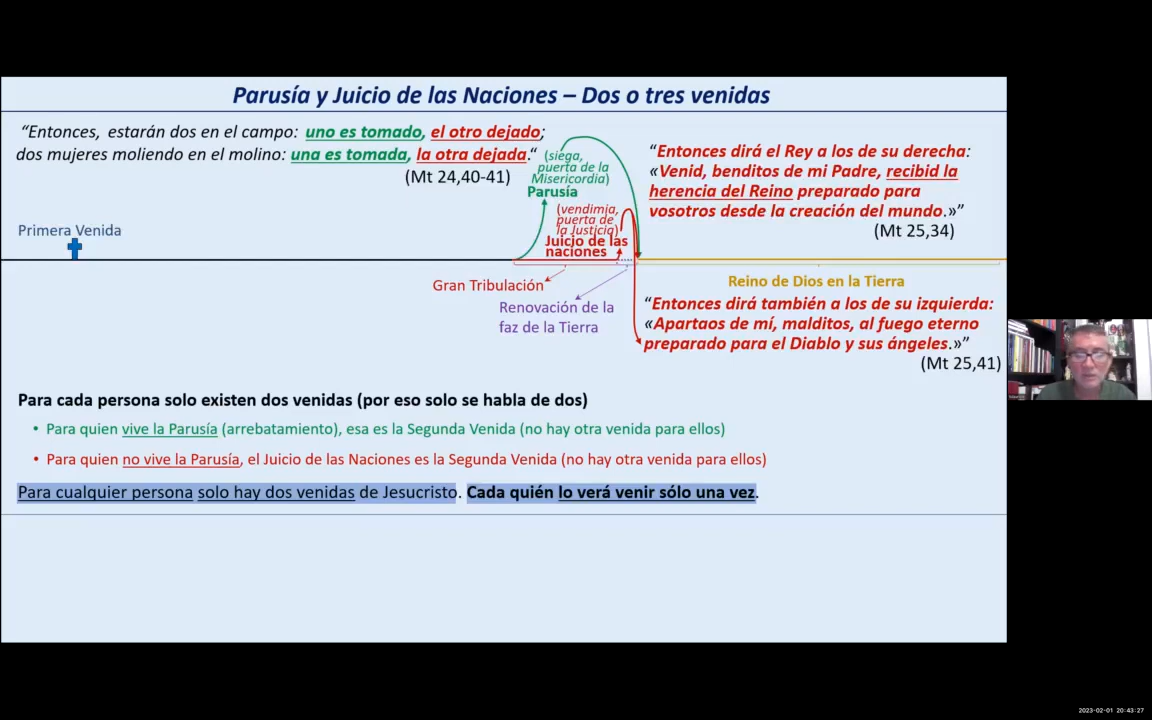 Parusía y Juicio de las Naciones – Dos o tres venidas
“Entonces, estarán dos en el campo: uno es tomado, el otro dejado;
dos mujeres moliendo en el molino: una es tomada, la otra dejada.“
(Mt 24,40-41)
(siega,
puerta de la
Misericordia)
Parusía
(vendimia,
puerta de
la Justicia)
Juicio de las
naciones
“Entonces dirá el Rey a los de su derecha:
«Venid, benditos de mi Padre, recibid la
herencia del Reino preparado para
vosotros desde la creación del mundo.»”
(Mt 25,34)
Primera Venida
Gran Tribulación
Renovación de la
faz de la Tierra
Reino de Dios en la Tierra
“Entonces dirá también a los de su izquierda:
«Apartaos de mí, malditos, al fuego eterno
preparado para el Diablo y sus ángeles.»”
(Mt 25,41)
Para cada persona solo existen dos venidas (por eso solo se habla de dos)
• Para quien vive la Parusía (arrebatamiento), esa es la Segunda Venida (no hay otra venida para ellos)
• Para quien no vive la Parusía, el Juicio de las Naciones es la Segunda Venida (no hay otra venida para ellos)
Para cualquier persona solo hay dos venidas de Jesucristo. Cada quién lo verá venir sólo una vez.
2023-02-01 20:43:27